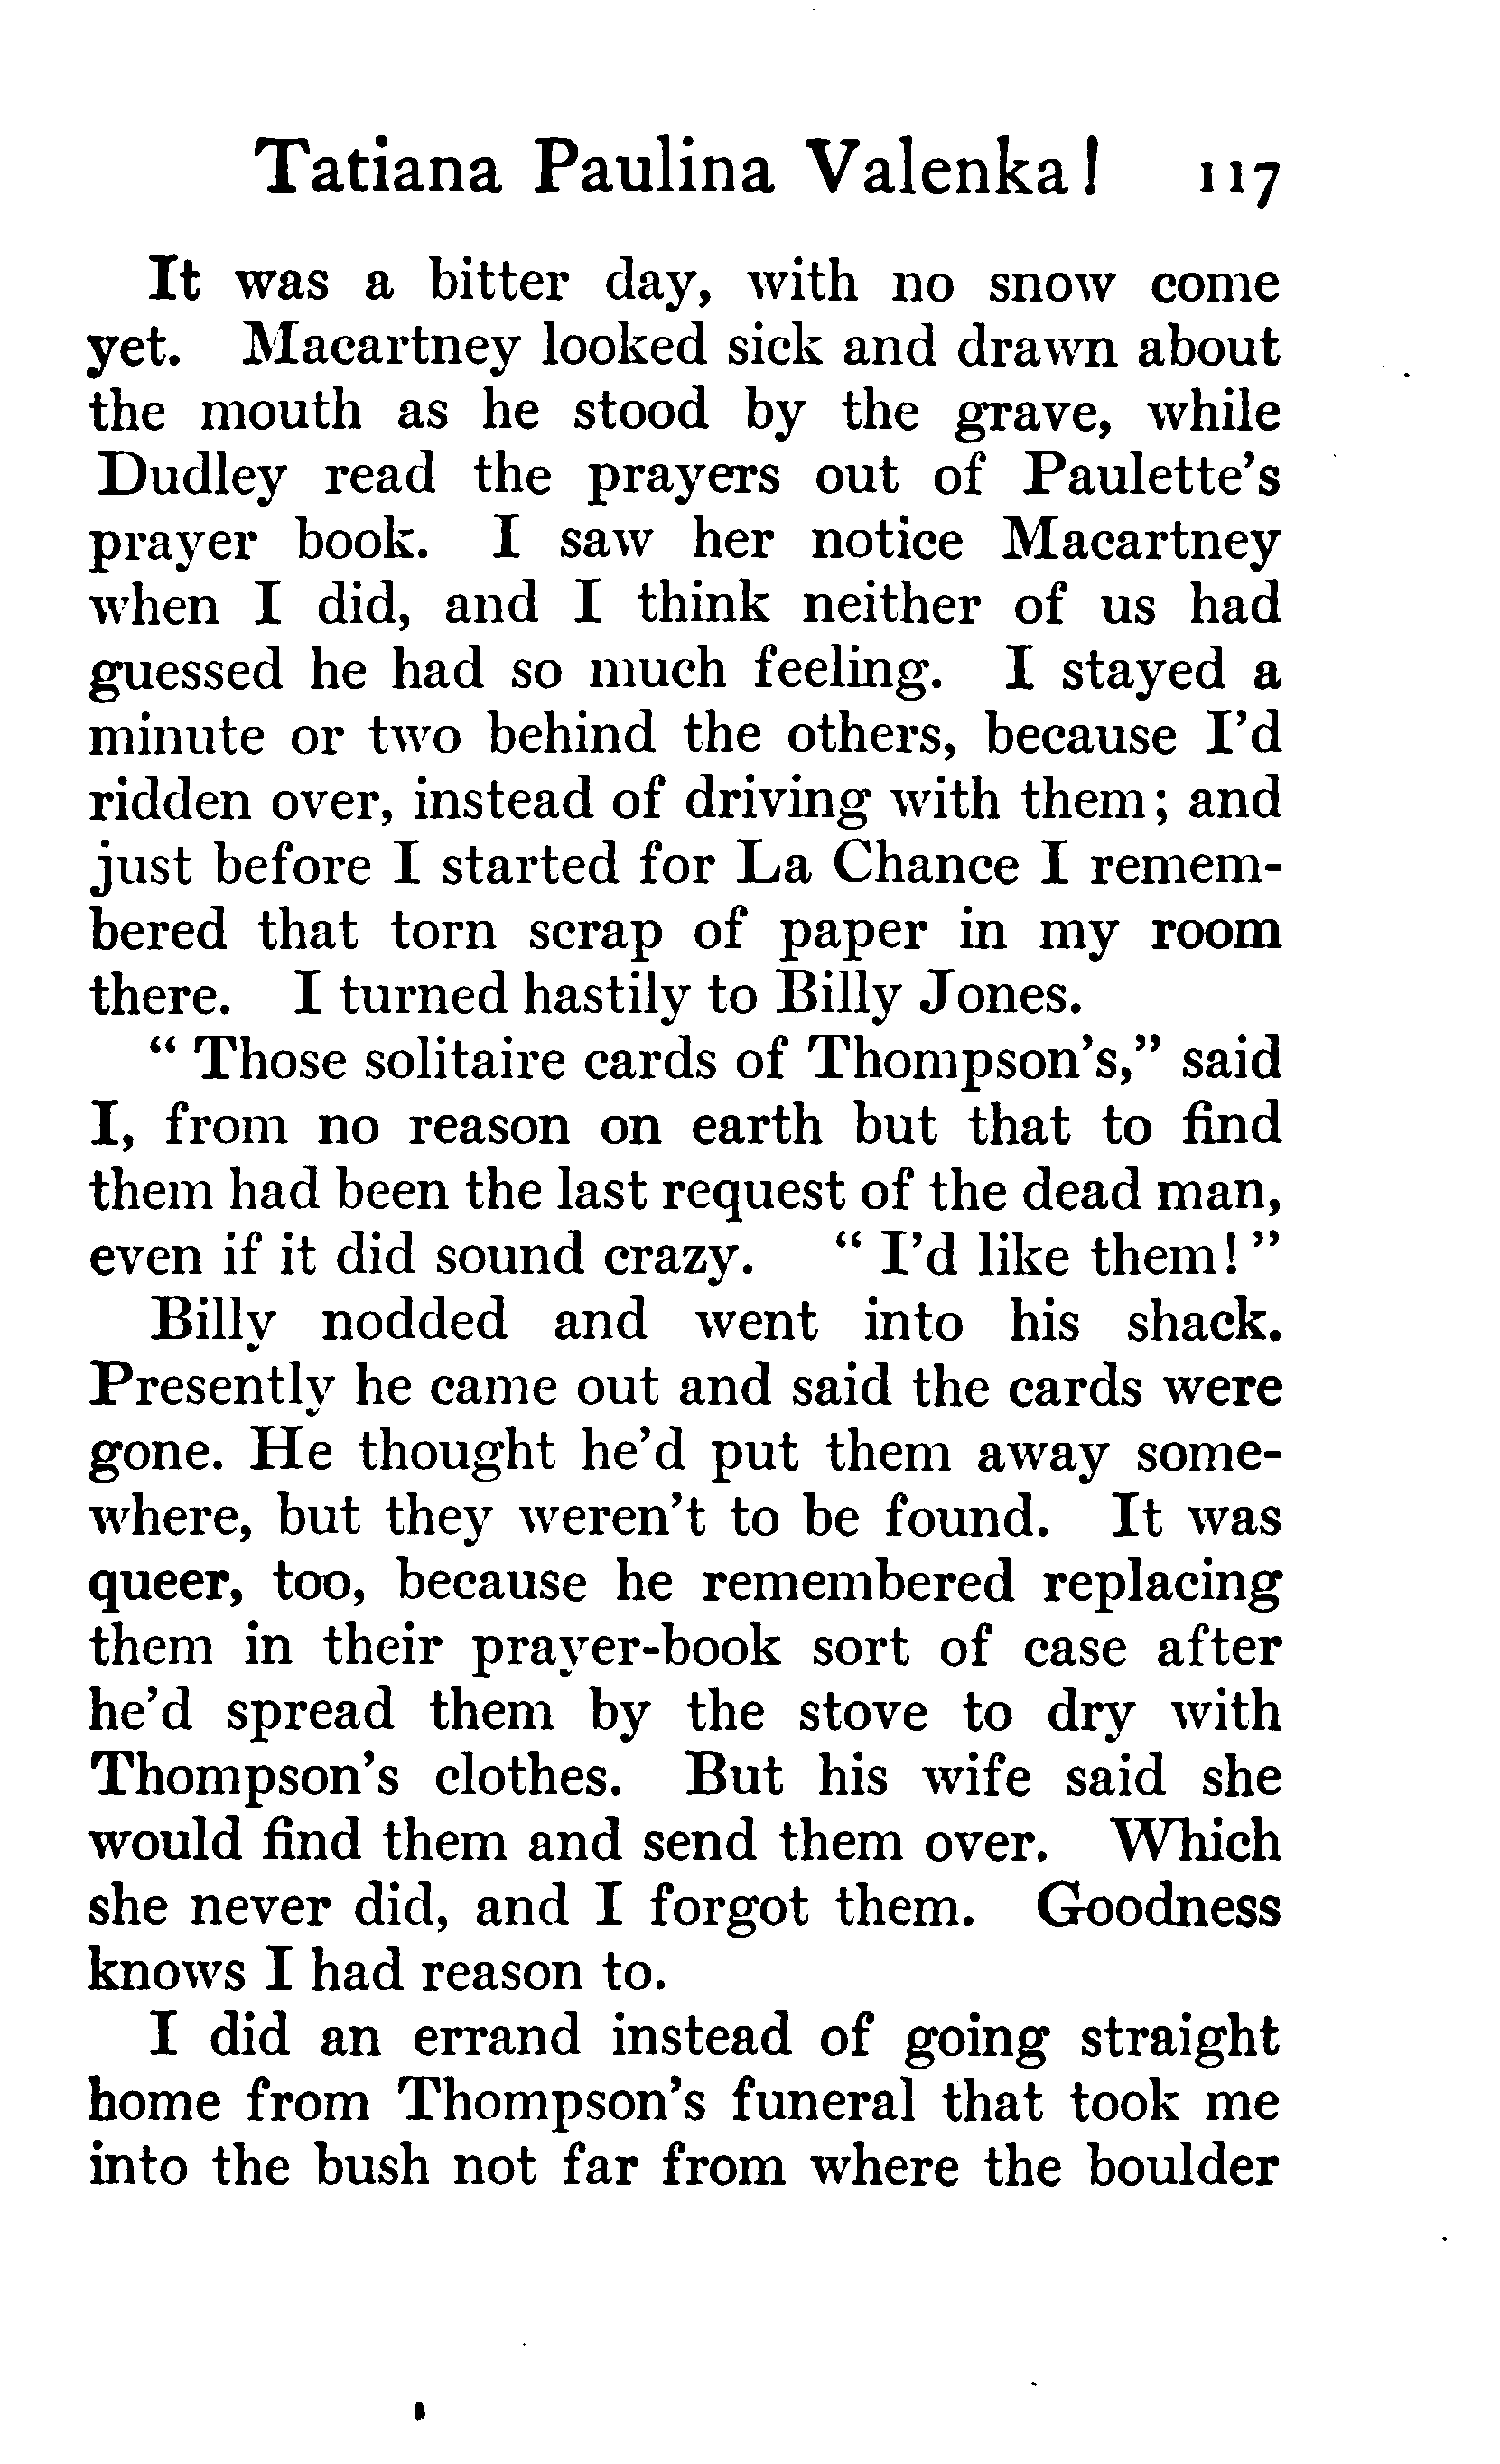 Tatiana Paulina Valenka! 117
It was a bitter day, with no snow come
yet. Macartney looked sick and drawn about
the mouth as he stood by the grave, while
Dudley read the prayers out of Paulette's
prayer book. I saw her notice Macartney
when I did, and I think neither of us had
guessed he had so much feeling. I stayed a
minute or two behind the others, because I'd
ridden over, instead of driving with them; and
just before I started for La Chance I remem-
bered that torn scrap of paper in my room
there. I turned hastily to Billy Jones.
" Those solitaire cards of Thompson's," said
I, from no reason on earth but that to find
them had been the last request of the dead man,
even if it did sound crazy. " I'd like them! "
Billy nodded and went into his shack.
Presently he came out and said the cards were
gone. He thought he'd put them away some-
where, but they weren't to be found. It was
queer, too, because he remembered replacing
them in their prayer-book sort of case after
he'd spread them by the stove to dry with
Thompson's clothes. But his wife said she
would find them and send them over. Which
she never did, and I forgot them. Goodness
knows I had reason to.
I did an errand instead of going straight
home from Thompson's funeral that took me
into the bush not far from where the boulder